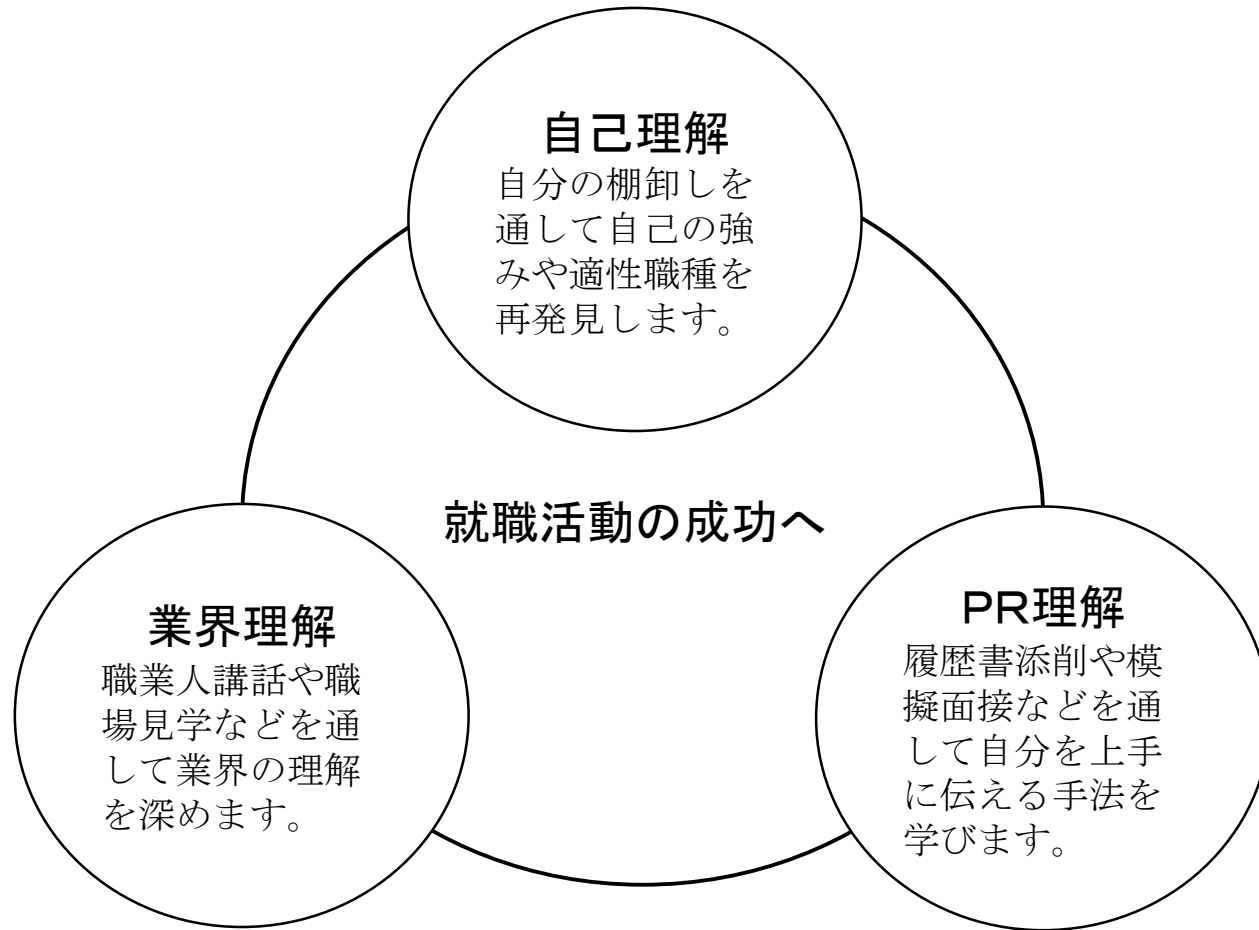 自己理解
自分の棚卸しを
通して自己の強
みや適性職種を
再発見します。
就職活動の成功へ
業界理解
職業人講話や職
場見学などを通
して業界の理解
を深めます。
PR理解
履歴書添削や模
擬面接などを通
して自分を上手
に伝える手法を
学びます。